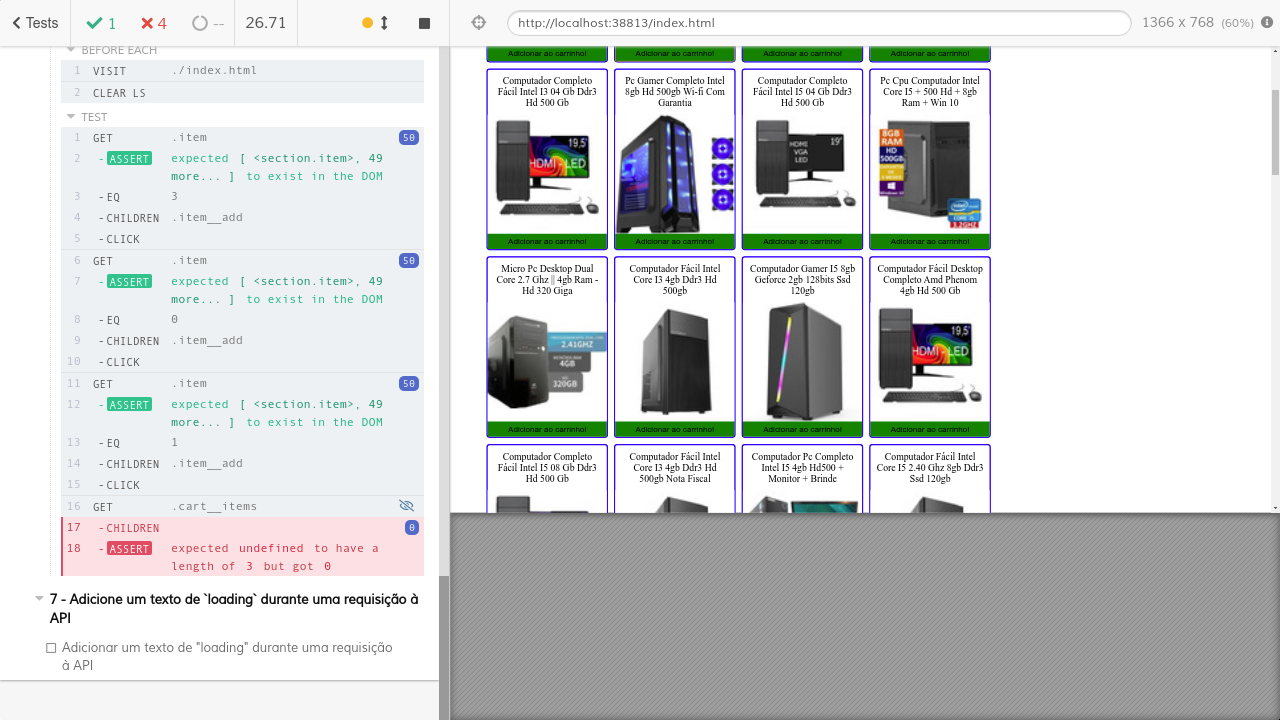 Tests
1
4
--
26.71
http://localhost:38813/index.html
1366 x 768 (60%)
BEFORE EACH
1 VISIT ./index.html
2 CLEAR LS
TEST
1 GET .item 50
2 -ASSERT expected [ <section.item>, 49
more... ] to exist in the DOM
3 -EQ 3
4 -CHILDREN .item__add
5 -CLICK
6 GET .item 50
7 -ASSERT expected [ <section.item>, 49
more... ] to exist in the DOM
8 -EQ 0
9 -CHILDREN .item__add
10 -CLICK
11 GET .item 50
12 -ASSERT expected [ <section.item>, 49
more... ] to exist in the DOM
13 -EQ 1
14 -CHILDREN .item__add
15 -CLICK
16 GET .cart__items
17 -CHILDREN 0
18 -ASSERT expected undefined to have a
length of 3 but got 0
7 - Adicione um texto de `loading` durante uma requisição à
API
Adicionar um texto de "loading" durante uma requisição
à API
Adicionar ao carrinho! Adicionar ao carrinho! Adicionar ao carrinho! Adicionar ao carrinho!
Computador Completo
Fácil Intel I3 04 Gb Ddr3
Hd 500 Gb
19,5'
HDMI - LED
Adicionar ao carrinho!
Pc Gamer Completo Intel
8gb Hd 500gb Wi-fi Com
Garantia
Adicionar ao carrinho!
Computador Completo
Fácil Intel I5 04 Gb Ddr3
Hd 500 Gb
19'
HDMI
VGA
LED
Adicionar ao carrinho!
Pc Cpu Computador Intel
Core I5 + 500 Hd + 8gb
Ram + Win 10
8GB
RAM
HD
500GB
intel
CORE i5
3.2GHZ
Adicionar ao carrinho!
Micro Pc Desktop Dual
Core 2.7 Ghz || 4gb Ram -
Hd 320 Giga
2.41GHZ
4GB
HD
320GB
Adicionar ao carrinho!
Computador Fácil Intel
Core I3 4gb Ddr3 Hd
500gb
Adicionar ao carrinho!
Computador Gamer I5 8gb
Geforce 2gb 128bits Ssd
120gb
Adicionar ao carrinho!
Computador Fácil Desktop
Completo Amd Phenom
4gb Hd 500 Gb
19,5'
HDMI - LED
Adicionar ao carrinho!
Computador Completo
Fácil Intel I5 08 Gb Ddr3
Hd 500 Gb
Computador Fácil Intel
Core I3 4gb Ddr3 Hd
500gb Nota Fiscal
Computador Pc Completo
Intel I5 4gb Hd500 +
Monitor + Brinde
Computador Fácil Intel
Core I5 2.40 Ghz 8gb Ddr3
Ssd 120gb